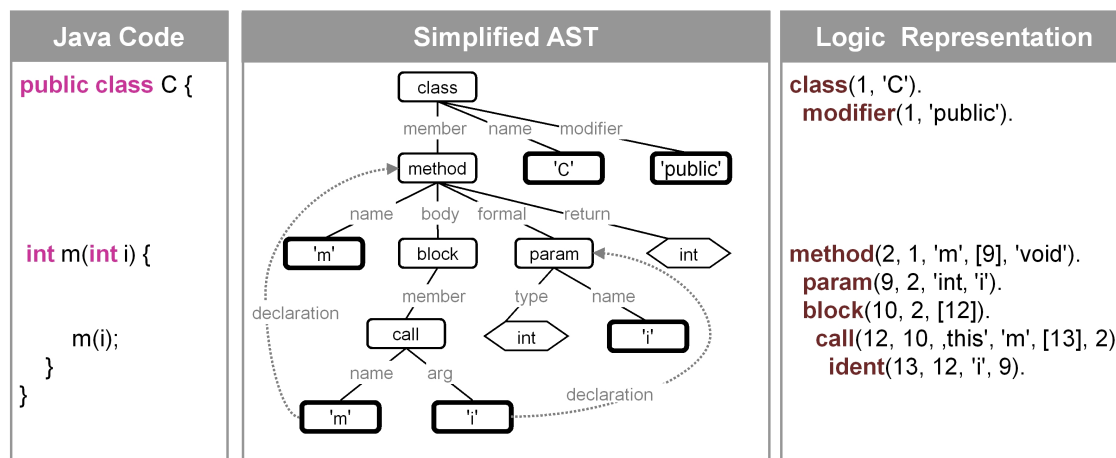 Java Code
public class C {
int m(int i) {
m(i);
}
}
Simplified AST
class
member name modifier
method 'C' 'public'
name body formal return
'm' block param int
member type name
declaration
call int 'i'
name arg
declaration
'm' 'i'
Logic Representation
class(1, 'C').
modifier(1, 'public').
method(2, 1, 'm', [9], 'void').
param(9, 2, 'int, 'i').
block(10, 2, [12]).
call(12, 10, ‚this', 'm', [13], 2)
ident(13, 12, 'i', 9).